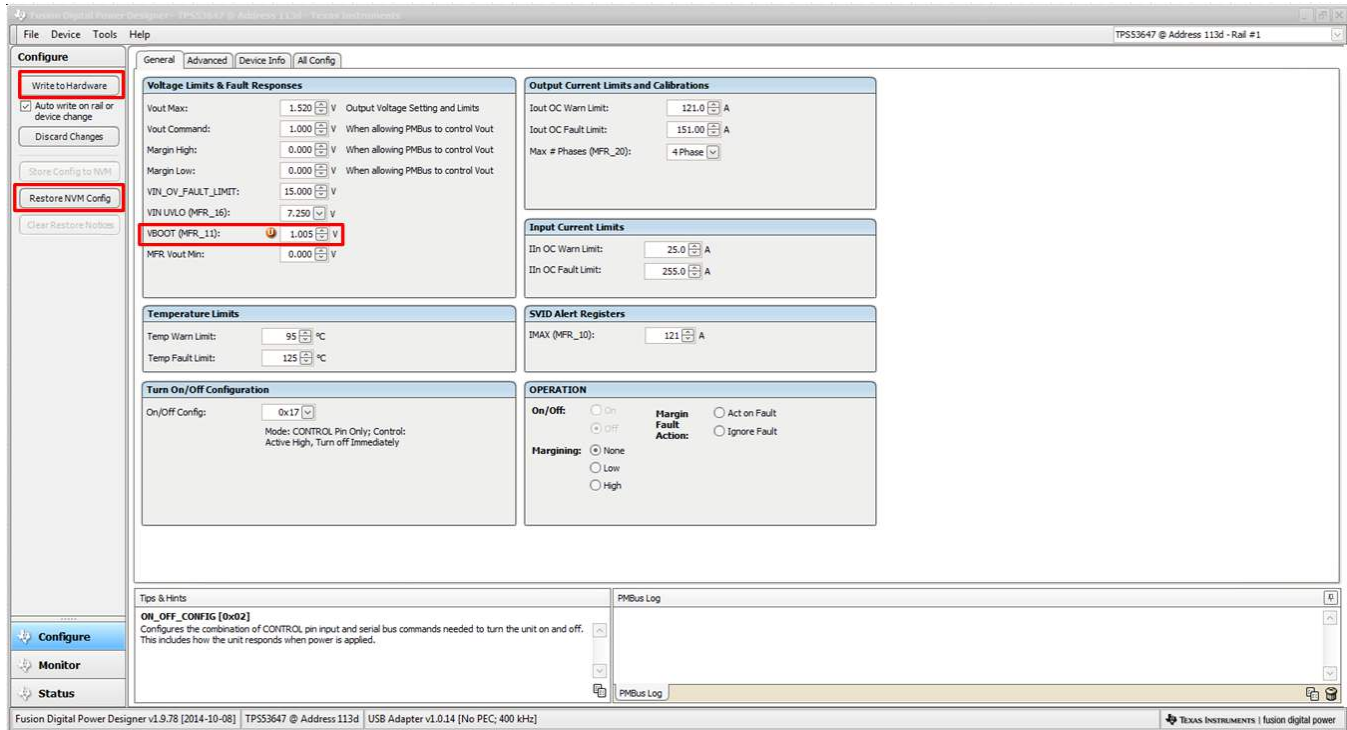 Fusion Digital Power Designer - TPS53647 @ Address 113d - Texas Instruments
File Device Tools Help
TPS53647 @ Address 113d - Rail #1
Configure
Write to Hardware
Auto write on rail or
device change
Discard Changes
Store Config to NVM
Restore NVM Config
Clear Restore Notices
General Advanced Device Info All Config
Voltage Limits & Fault Responses
Vout Max: 1.520 V Output Voltage Setting and Limits
Vout Command: 1.000 V When allowing PMBus to control Vout
Margin High: 0.000 V When allowing PMBus to control Vout
Margin Low: 0.000 V When allowing PMBus to control Vout
VIN_OV_FAULT_LIMIT: 15.000 V
VIN UVLO (MFR_16): 7.250 V
VBOOT (MFR_11): U 1.005 V
MFR Vout Min: 0.000 V
Output Current Limits and Calibrations
Iout OC Warn Limit: 121.0 A
Iout OC Fault Limit: 151.00 A
Max # Phases (MFR_20): 4 Phase
Input Current Limits
IIn OC Warn Limit: 25.0 A
IIn OC Fault Limit: 255.0 A
Temperature Limits
Temp Warn Limit: 95 °C
Temp Fault Limit: 125 °C
SVID Alert Registers
IMAX (MFR_10): 121 A
Turn On/Off Configuration
On/Off Config: 0x17
Mode: CONTROL Pin Only; Control:
Active High, Turn off Immediately
OPERATION
On/Off: On
Off
Margining: None
Low
High
Margin
Fault
Action:
Act on Fault
Ignore Fault
Tips & Hints
ON_OFF_CONFIG [0x02]
Configures the combination of CONTROL pin input and serial bus commands needed to turn the unit on and off.
This includes how the unit responds when power is applied.
PMBus Log
PMBus Log
Configure
Monitor
Status
Fusion Digital Power Designer v1.9.78 [2014-10-08] TPS53647 @ Address 113d USB Adapter v1.0.14 [No PEC; 400 kHz]
TEXAS INSTRUMENTS | fusion digital power